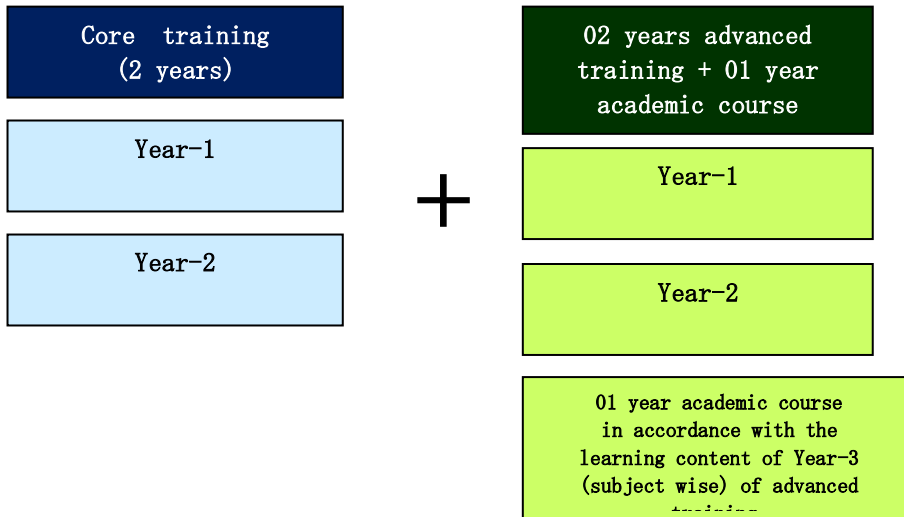 Core training
(2 years)
Year-1
Year-2
+
02 years advanced
training + 01 year
academic course
Year-1
Year-2
01 year academic course
in accordance with the
learning content of Year-3
(subject wise) of advanced
training